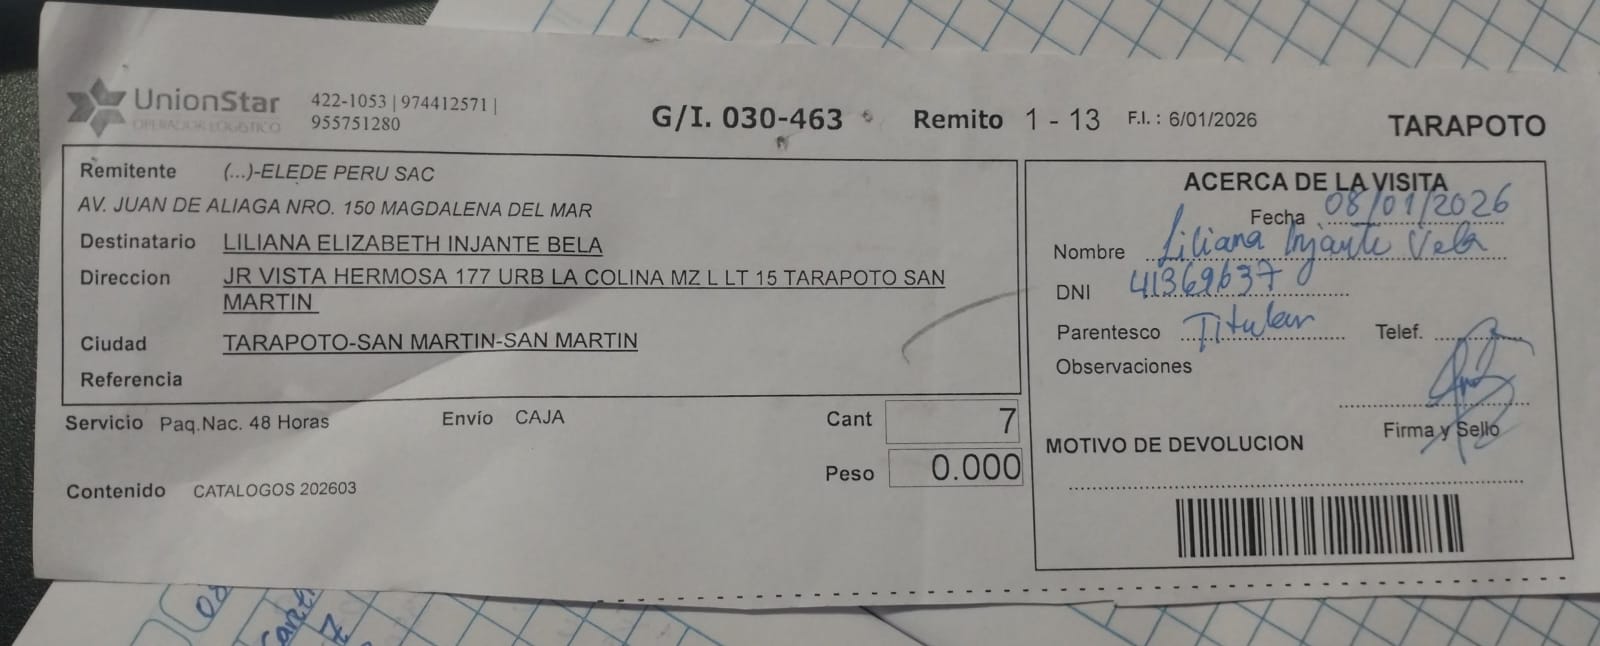 UnionStar
OPERADOR LOGISTICO
422-1053 | 974412571 |
955751280
G/I. 030-463
Remito 1 - 13
F.I. : 6/01/2026
TARAPOTO
Remitente (...)-ELEDE PERU SAC
AV. JUAN DE ALIAGA NRO. 150 MAGDALENA DEL MAR
Destinatario LILIANA ELIZABETH INJANTE BELA
Direccion JR VISTA HERMOSA 177 URB LA COLINA MZ L LT 15 TARAPOTO SAN
MARTIN
Ciudad TARAPOTO-SAN MARTIN-SAN MARTIN
Referencia
Servicio Paq.Nac. 48 Horas Envío CAJA Cant 7
Peso 0.000
Contenido CATALOGOS 202603
ACERCA DE LA VISITA
Fecha 08/01/2026
Nombre Liliana Injante Vela
DNI 41369637
Parentesco Titular Telef.
Observaciones
Firma y Sello
MOTIVO DE DEVOLUCION
08
Cant
7